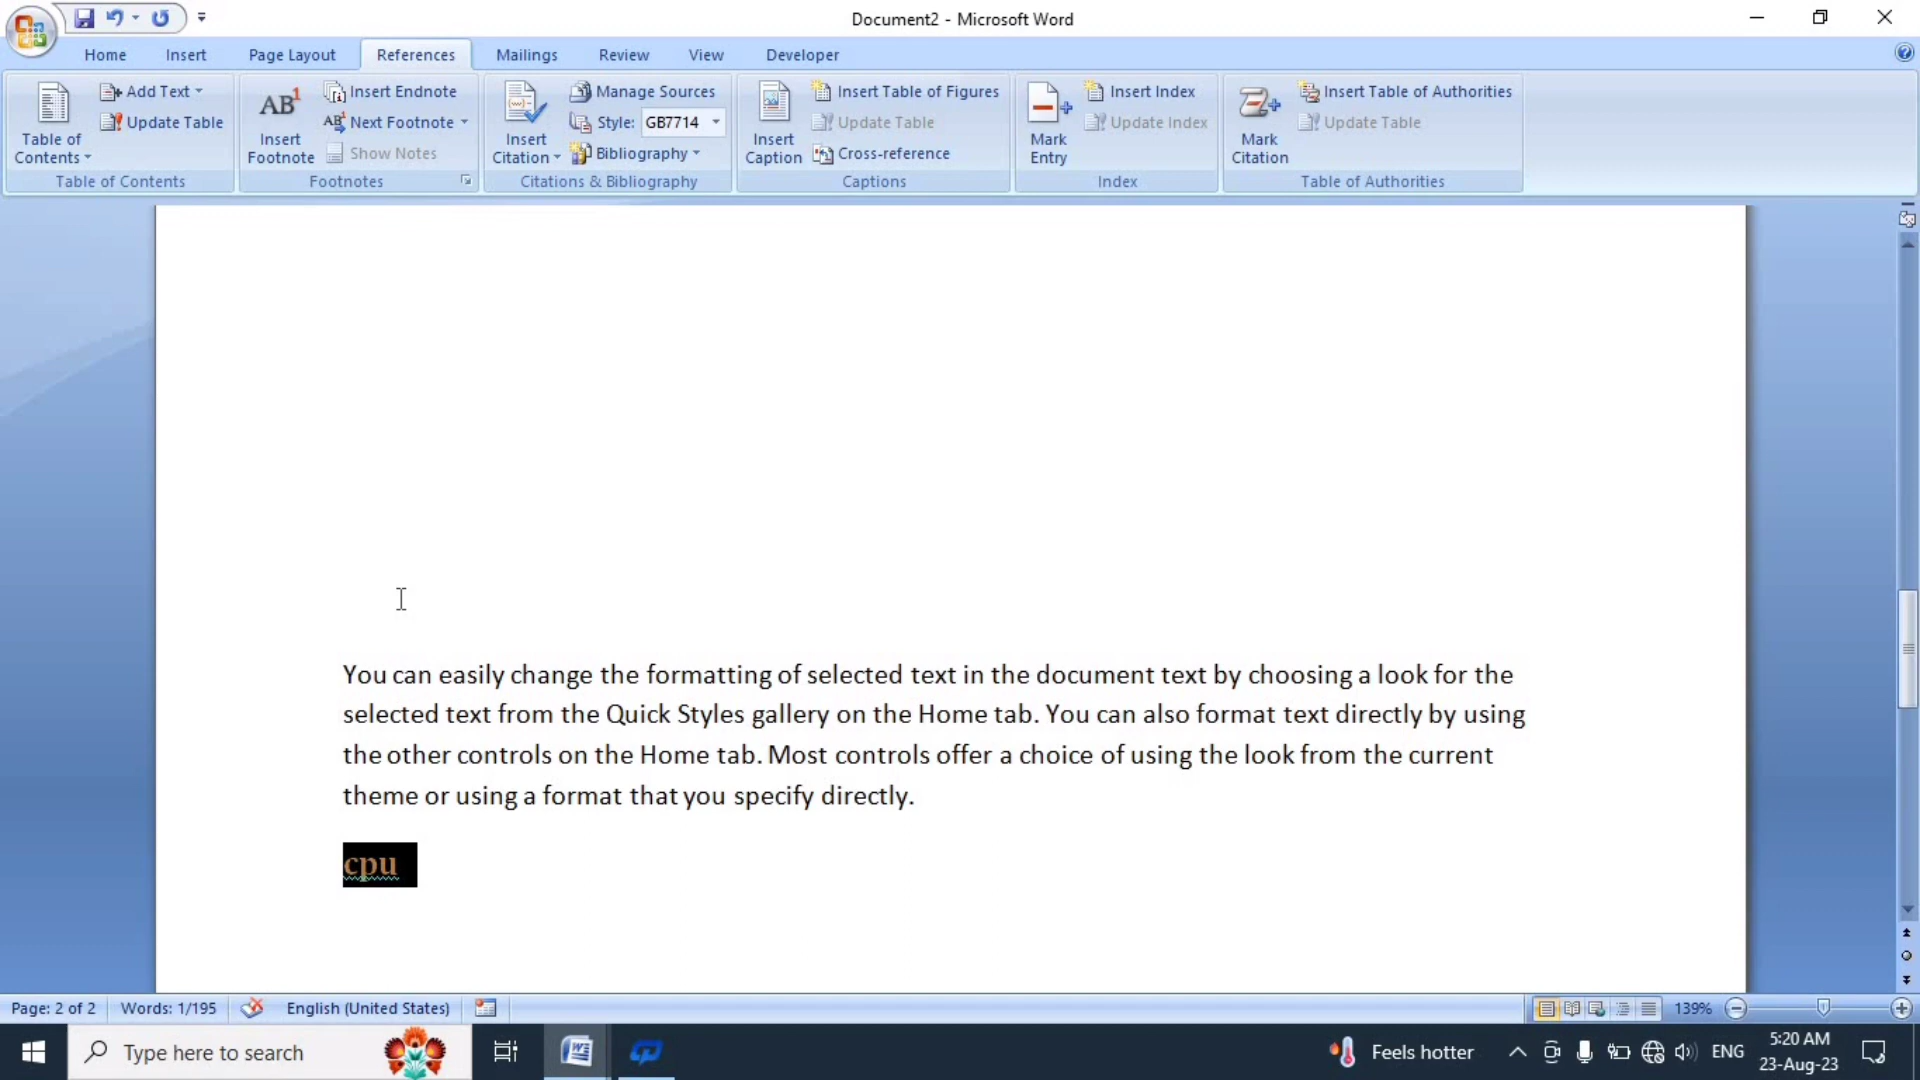 Document2 - Microsoft Word
Home Insert Page Layout References Mailings Review View Developer
Table of Contents
Add Text
Update Table
Table of Contents
AB1 Insert Footnote
Insert Endnote
AB1 Next Footnote
Show Notes
Footnotes
Insert Citation
Manage Sources
Style: GB7714
Bibliography
Citations & Bibliography
Insert Caption
Insert Table of Figures
Update Table
Cross-reference
Captions
Mark Entry
Insert Index
Update Index
Index
Mark Citation
Insert Table of Authorities
Update Table
Table of Authorities
You can easily change the formatting of selected text in the document text by choosing a look for the
selected text from the Quick Styles gallery on the Home tab. You can also format text directly by using
the other controls on the Home tab. Most controls offer a choice of using the look from the current
theme or using a format that you specify directly.
cpu
Page: 2 of 2 Words: 1/195 English (United States) 139%
Type here to search Feels hotter ENG 5:20 AM
23-Aug-23